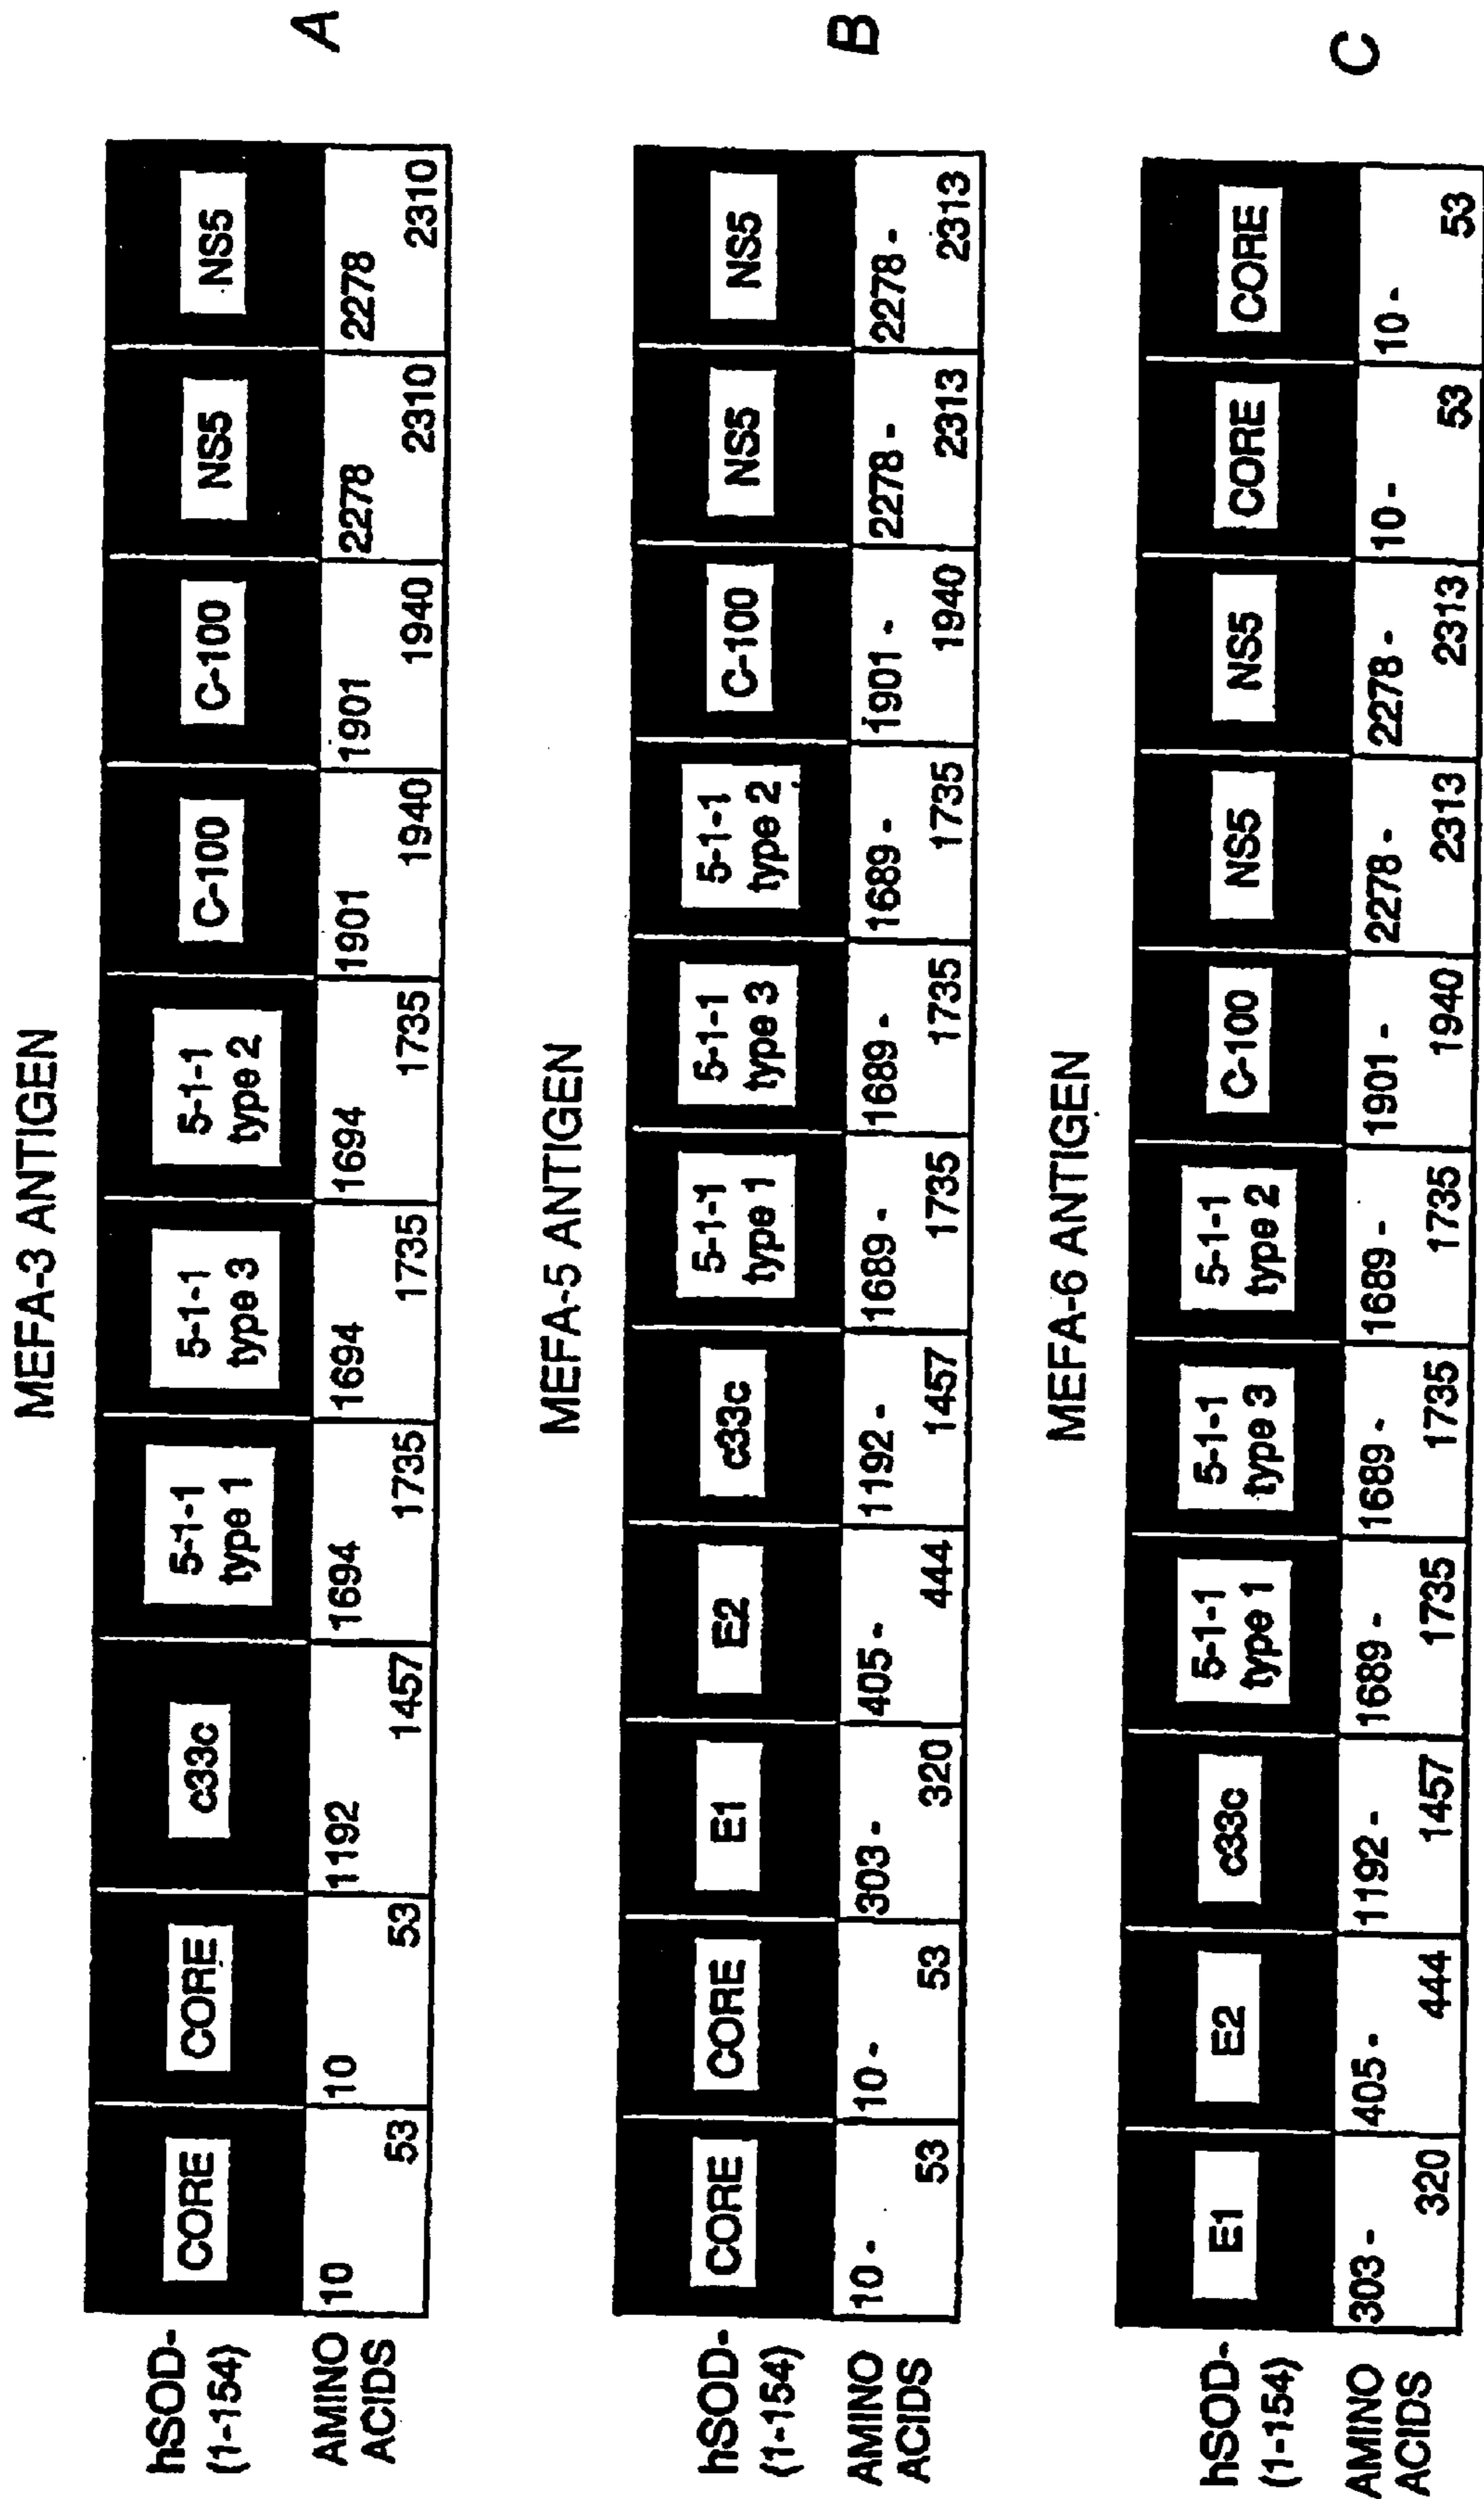 MEFA-3 ANTIGEN
hSOD-
(1-154)
CORE
CORE
c33c
5-1-1
type 1
5-1-1
type 3
5-1-1
type 2
C-100
C-100
NS5
NS5
A
AMINO
ACIDS
10
53
10
53
1192
1457
1694
1735
1694
1735
1694
1735
1901
1940
1901
1940
2278
2310
2278
2310
MEFA-5 ANTIGEN
hSOD-
(1-154)
CORE
CORE
E1
E2
c33c
5-1-1
type 1
5-1-1
type 3
5-1-1
type 2
C-100
NS5
NS5
B
AMINO
ACIDS
10-
53
10-
53
303-
320
405-
444
1192-
1457
1689-
1735
1689-
1735
1689-
1735
1901-
1940
2278-
2313
2278-
2313
MEFA-6 ANTIGEN
hSOD-
(1-154)
E1
E2
c33c
5-1-1
type 1
5-1-1
type 3
5-1-1
type 2
C-100
NS5
NS5
CORE
CORE
C
AMINO
ACIDS
303-
320
405-
444
1192-
1457
1689-
1735
1689-
1735
1689-
1735
1901-
1940
2278-
2313
2278-
2313
10-
53
10-
53